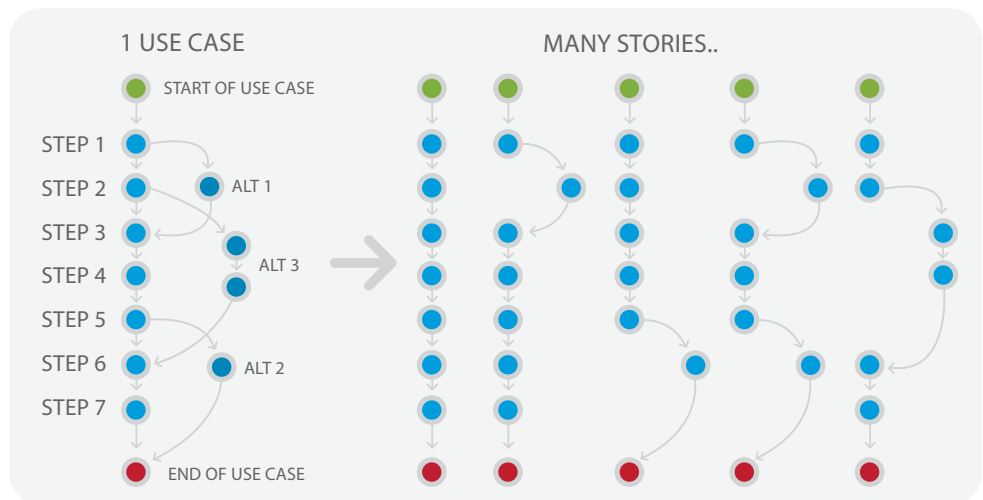 1 USE CASE
MANY STORIES..
START OF USE CASE
STEP 1
STEP 2
ALT 1
STEP 3
ALT 3
STEP 4
STEP 5
STEP 6
ALT 2
STEP 7
END OF USE CASE